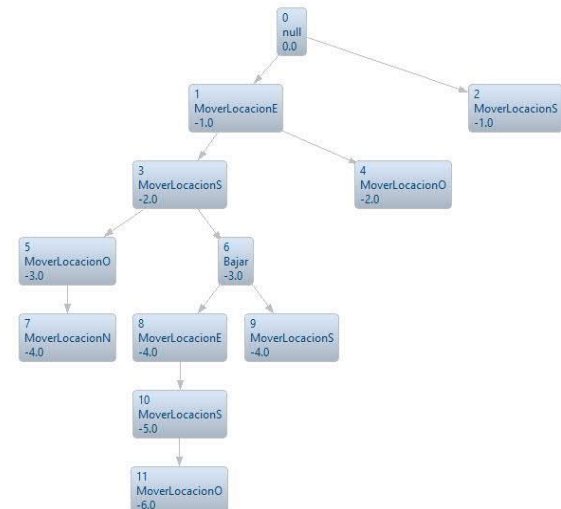 0
null
0.0
1
MoverLocacionE
-1.0
2
MoverLocacionS
-1.0
3
MoverLocacionS
-2.0
4
MoverLocacionO
-2.0
5
MoverLocacionO
-3.0
6
Bajar
-3.0
7
MoverLocacionN
-4.0
8
MoverLocacionE
-4.0
9
MoverLocacionS
-4.0
10
MoverLocacionS
-5.0
11
MoverLocacionO
-6.0